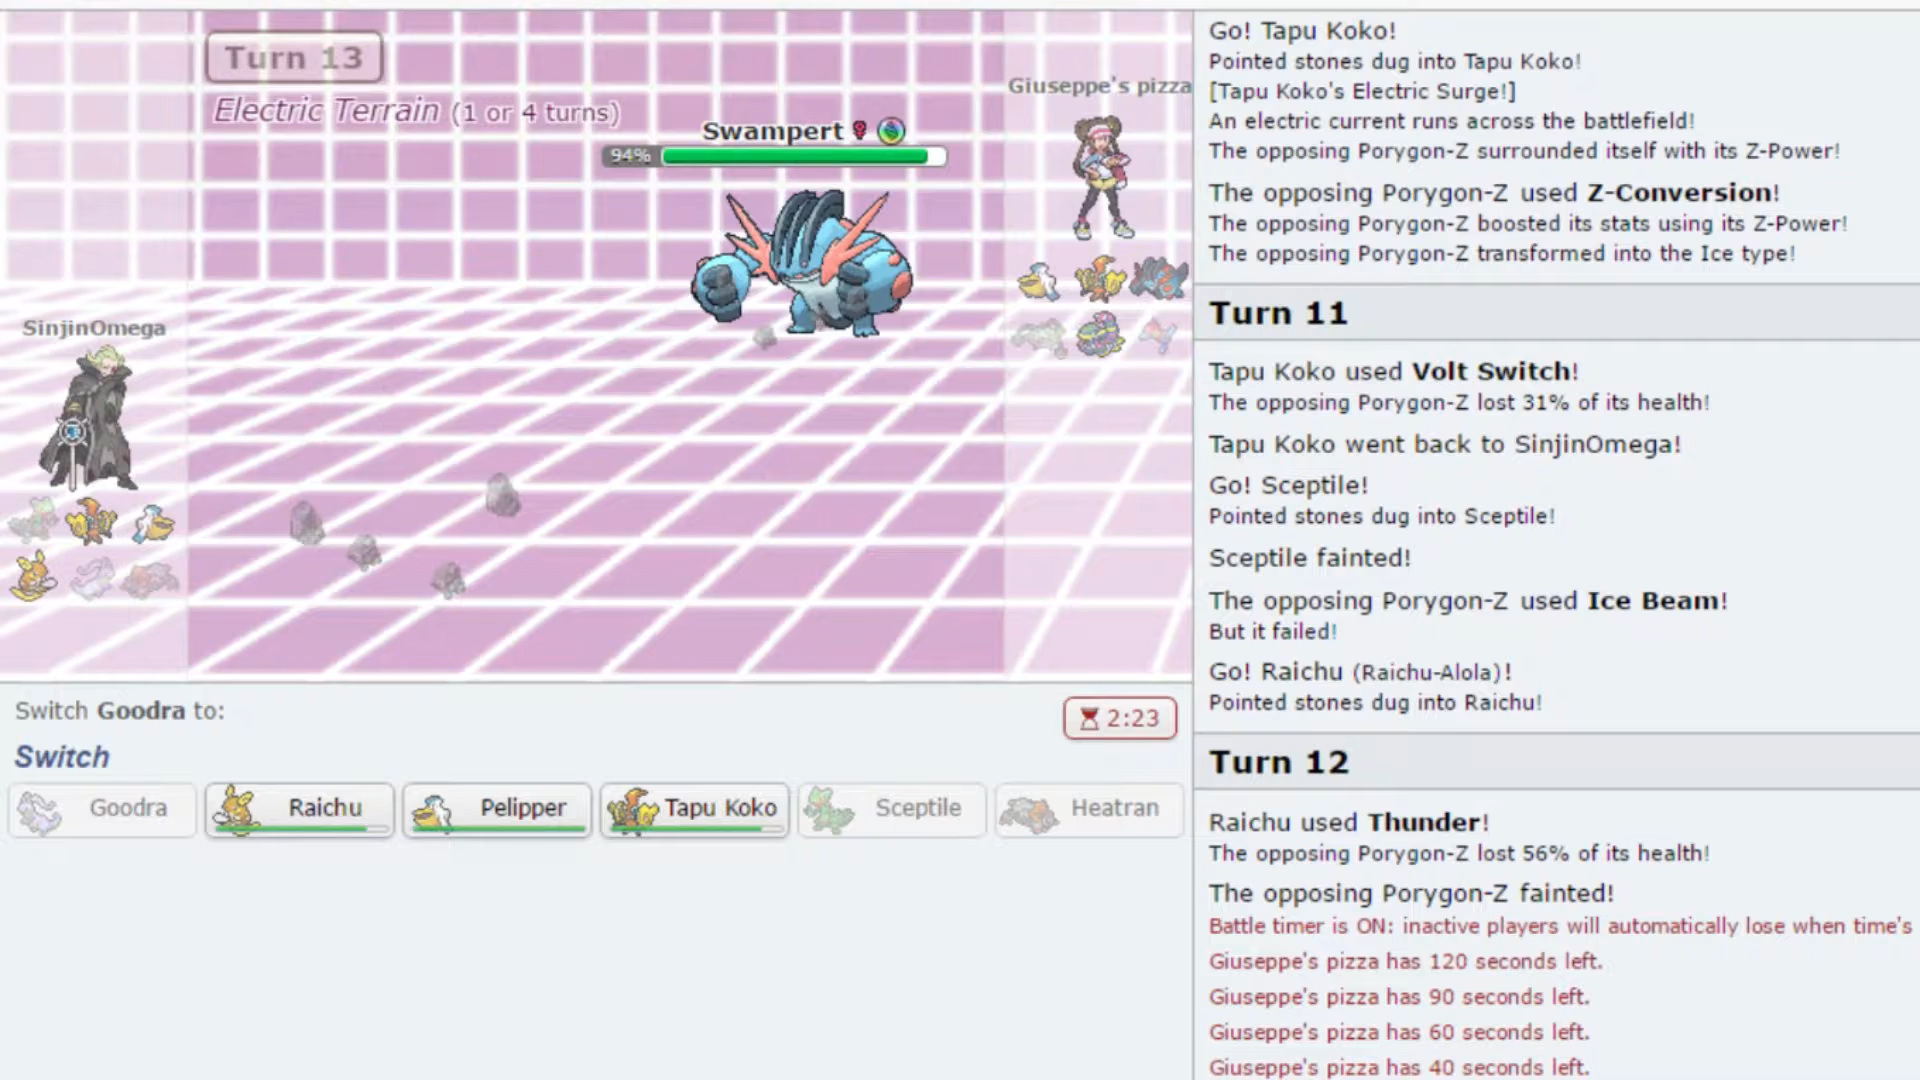 Turn 13
Electric Terrain (1 or 4 turns)
Swampert
94%
Giuseppe's pizza
SinjinOmega
Switch Goodra to:
2:23
Switch
Goodra
Raichu
Pelipper
Tapu Koko
Sceptile
Heatran
Go! Tapu Koko!
Pointed stones dug into Tapu Koko!
[Tapu Koko's Electric Surge!]
An electric current runs across the battlefield!
The opposing Porygon-Z surrounded itself with its Z-Power!
The opposing Porygon-Z used Z-Conversion!
The opposing Porygon-Z boosted its stats using its Z-Power!
The opposing Porygon-Z transformed into the Ice type!
Turn 11
Tapu Koko used Volt Switch!
The opposing Porygon-Z lost 31% of its health!
Tapu Koko went back to SinjinOmega!
Go! Sceptile!
Pointed stones dug into Sceptile!
Sceptile fainted!
The opposing Porygon-Z used Ice Beam!
But it failed!
Go! Raichu (Raichu-Alola)!
Pointed stones dug into Raichu!
Turn 12
Raichu used Thunder!
The opposing Porygon-Z lost 56% of its health!
The opposing Porygon-Z fainted!
Battle timer is ON: inactive players will automatically lose when time's
Giuseppe's pizza has 120 seconds left.
Giuseppe's pizza has 90 seconds left.
Giuseppe's pizza has 60 seconds left.
Giuseppe's pizza has 40 seconds left.